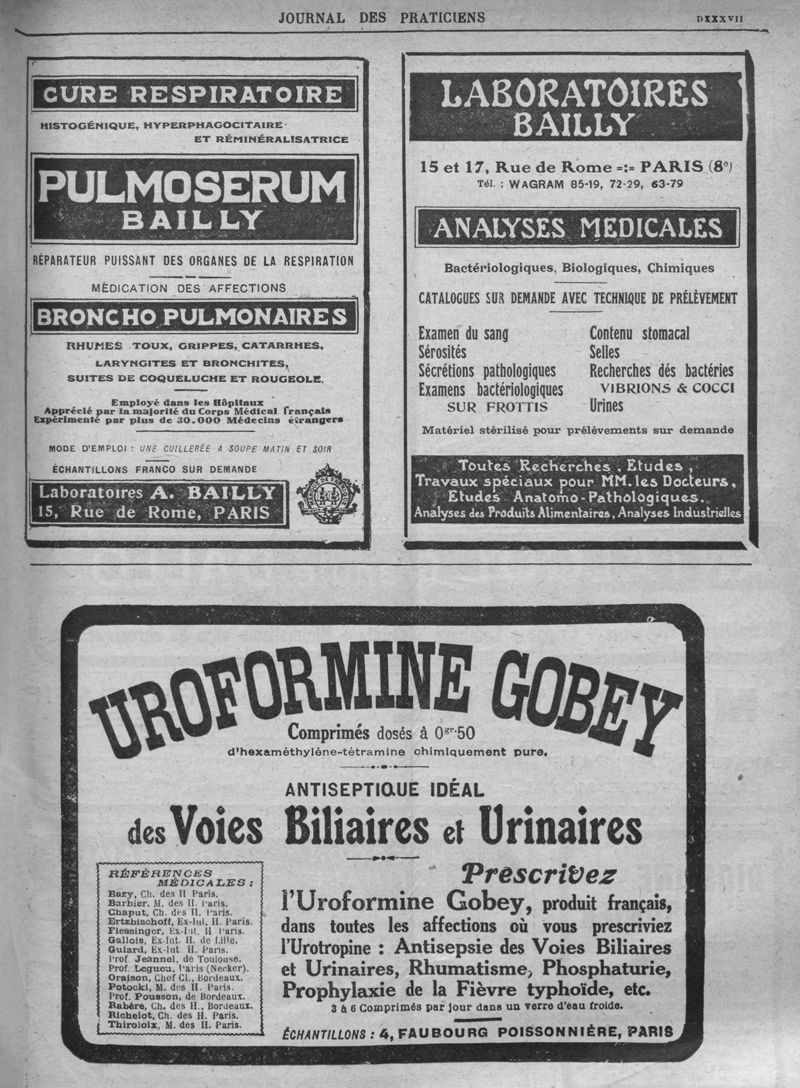 JOURNAL DES PRATICIENS
DXXXVII
CURE RESPIRATOIRE
HISTOGÉNIQUE, HYPERPHAGOCITAIRE
ET RÉMINÉRALISATRICE
PULMOSERUM
BAILLY
RÉPARATEUR PUISSANT DES ORGANES DE LA RESPIRATION
MÉDICATION DES AFFECTIONS
BRONCHO PULMONAIRES
RHUMES TOUX, GRIPPES, CATARRHES,
LARYNGITES ET BRONCHITES,
SUITES DE COQUELUCHE ET ROUGEOLE.
Employé dans les Hôpitaux
Apprécié par la majorité du Corps Médical français
Expérimenté par plus de 30.000 Médecins étrangers
MODE D'EMPLOI : UNE CUILLERÉE A SOUPE MATIN ET SOIR
ÉCHANTILLONS FRANCO SUR DEMANDE
Laboratoires A. BAILLY
15, Rue de Rome, PARIS
LABORATOIRES
BAILLY
15 et 17, Rue de Rome =:= PARIS (8e)
Tél. : WAGRAM 85-19, 72-29, 63-79
ANALYSES MEDICALES
Bactériologiques, Biologiques, Chimiques
CATALOGUES SUR DEMANDE AVEC TECHNIQUE DE PRÉLÈVEMENT
Examen du sang
Sérosités
Sécrétions pathologiques
Examens bactériologiques
SUR FROTTIS
Contenu stomacal
Selles
Recherches dés bactéries
VIBRIONS & COCCI
Urines
Matériel stérilisé pour prélèvements sur demande
Toutes Recherches, Etudes,
Travaux spéciaux pour MM. les Docteurs,
Etudes Anatomo-Pathologiques.
Analyses des Produits Alimentaires, Analyses Industrielles
UROFORMINE GOBEY
Comprimés dosés à 0gr.50
d'hexaméthylène-tétramine chimiquement pure.
ANTISEPTIQUE IDÉAL
des Voies Biliaires et Urinaires
RÉFÉRENCES
MÉDICALES :
Bazy, Ch. des H Paris.
Barbier, M. des H. Paris.
Chaput, Ch. des H. Paris.
Ertzbischoff, Ex-Int. H. Paris.
Flessinger, Ex-Int. H Paris.
Gallois, Ex-Int. H. de Lille.
Guiard, Ex-Int H. Paris.
Prof Jeannel, de Toulouse.
Prof. Legueu, Paris (Necker).
Oraison, Chef Cl., Bordeaux.
Potocki, M. des H. Paris.
Prof. Pousson, de Bordeaux.
Rabère, Ch. des H., Bordeaux.
Richelot, Ch. des H. Paris.
Thiroloix, M. des H. Paris.
Prescrivez
l'Uroformine Gobey, produit français,
dans toutes les affections où vous prescriviez
l'Urotropine : Antisepsie des Voies Biliaires
et Urinaires, Rhumatisme, Phosphaturie,
Prophylaxie de la Fièvre typhoïde, etc.
3 à 6 Comprimés par jour dans un verre d'eau froide.
ÉCHANTILLONS : 4, FAUBOURG POISSONNIÈRE, PARIS